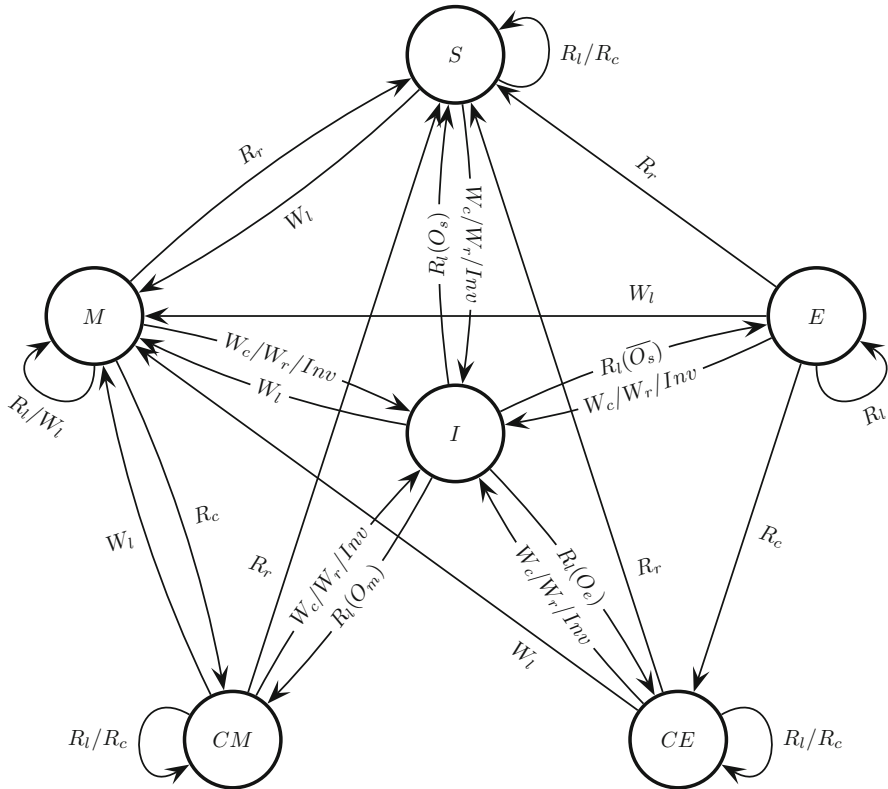 S
R_l/R_c
R_r
W_l
R_l(O_s)
W_c/W_r/Inv
R_r
M
W_l
E
R_l/W_l
W_c/W_r/Inv
W_l
R_l(\overline{O_s})
W_c/W_r/Inv
R_l
I
W_l
R_c
R_r
W_c/W_r/Inv
R_l(O_m)
R_l(O_e)
W_c/W_r/Inv
R_r
R_c
W_l
R_l/R_c
CM
CE
R_l/R_c